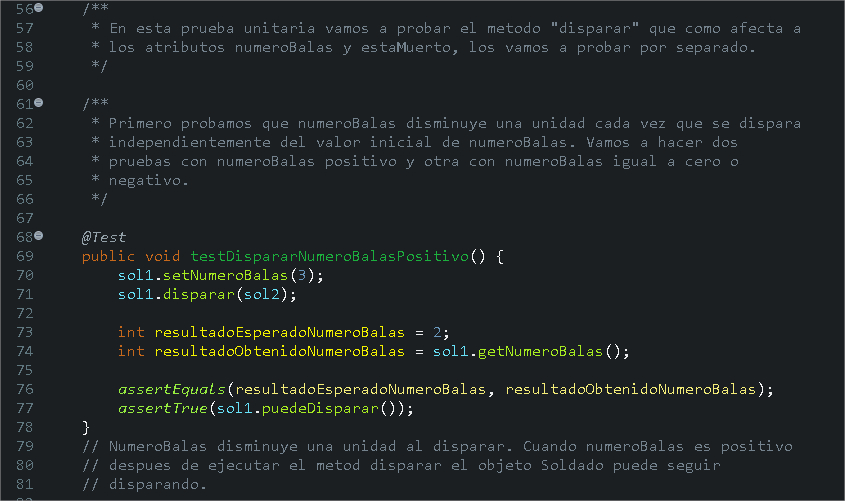 56 /**
57 * En esta prueba unitaria vamos a probar el metodo "disparar" que como afecta a
58 * los atributos numeroBalas y estaMuerto, los vamos a probar por separado.
59 */
60
61 /**
62 * Primero probamos que numeroBalas disminuye una unidad cada vez que se dispara
63 * independientemente del valor inicial de numeroBalas. Vamos a hacer dos
64 * pruebas con numeroBalas positivo y otra con numeroBalas igual a cero o
65 * negativo.
66 */
67
68 @Test
69 public void testDispararNumeroBalasPositivo() {
70 sol1.setNumeroBalas(3);
71 sol1.disparar(sol2);
72
73 int resultadoEsperadoNumeroBalas = 2;
74 int resultadoObtenidoNumeroBalas = sol1.getNumeroBalas();
75
76 assertEquals(resultadoEsperadoNumeroBalas, resultadoObtenidoNumeroBalas);
77 assertTrue(sol1.puedeDisparar());
78 }
79 // NumeroBalas disminuye una unidad al disparar. Cuando numeroBalas es positivo
80 // despues de ejecutar el metod disparar el objeto Soldado puede seguir
81 // disparando.